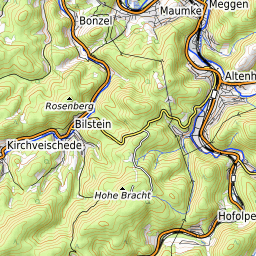 Meggen
Maumke
Bonzel
Altenh
Rosenberg
Bilstein
Kirchveischede
Hohe Bracht
Hofolpe